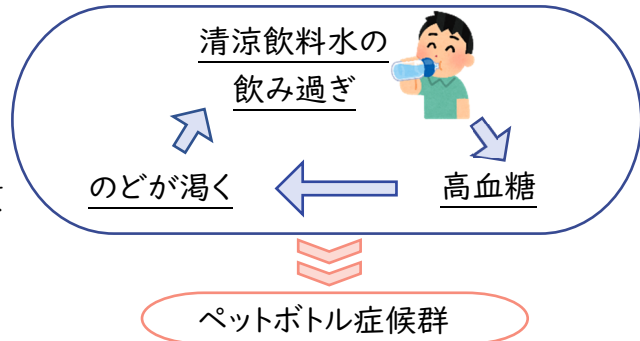 清涼飲料水の
飲み過ぎ
のどが渇く
高血糖
ペットボトル症候群